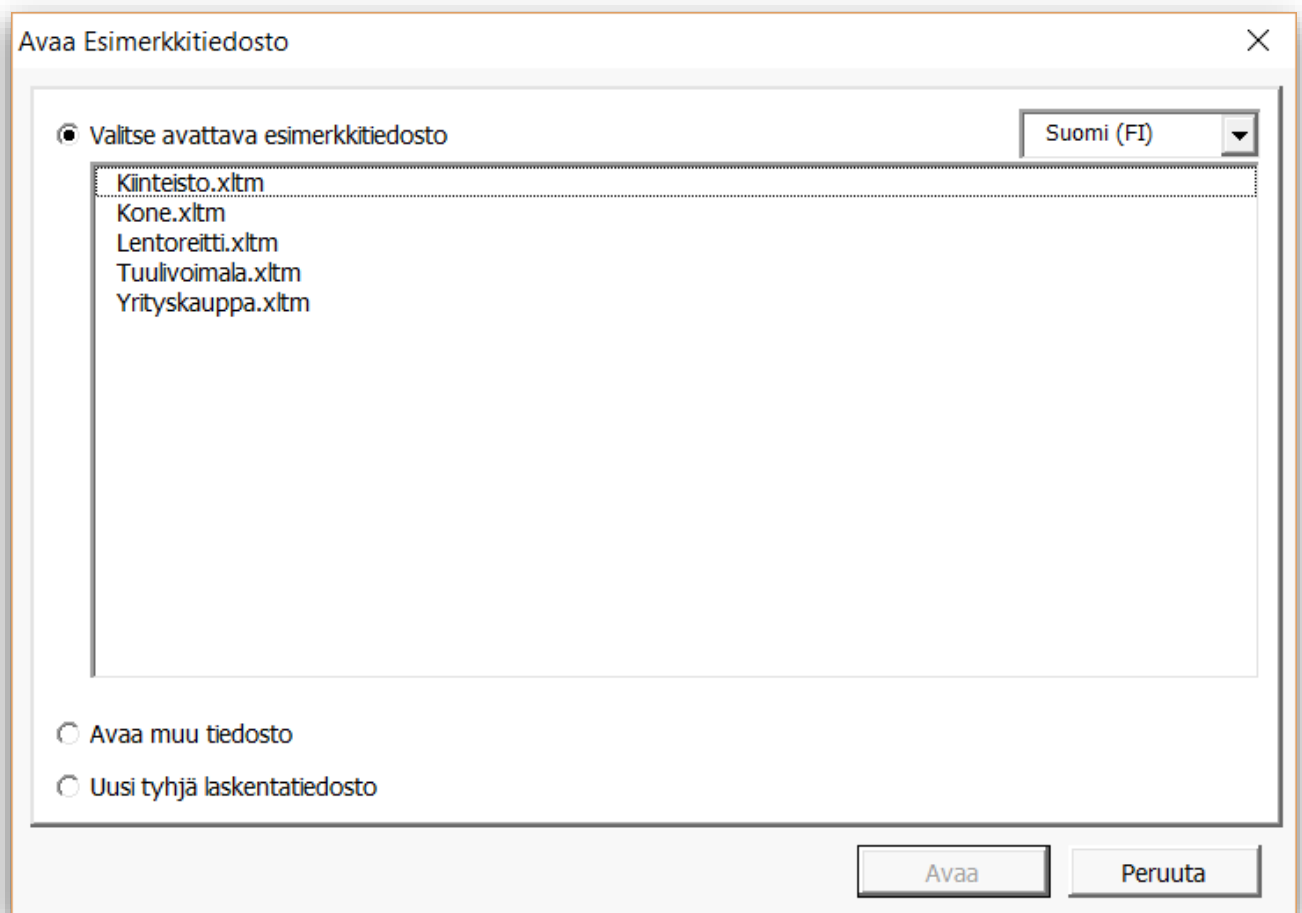 Avaa Esimerkkitiedosto
Valitse avattava esimerkkitiedosto
Suomi (FI)
Kiinteisto.xltm
Kone.xltm
Lentoreitti.xltm
Tuulivoimala.xltm
Yrityskauppa.xltm
Avaa muu tiedosto
Uusi tyhjä laskentatiedosto
Avaa
Peruuta